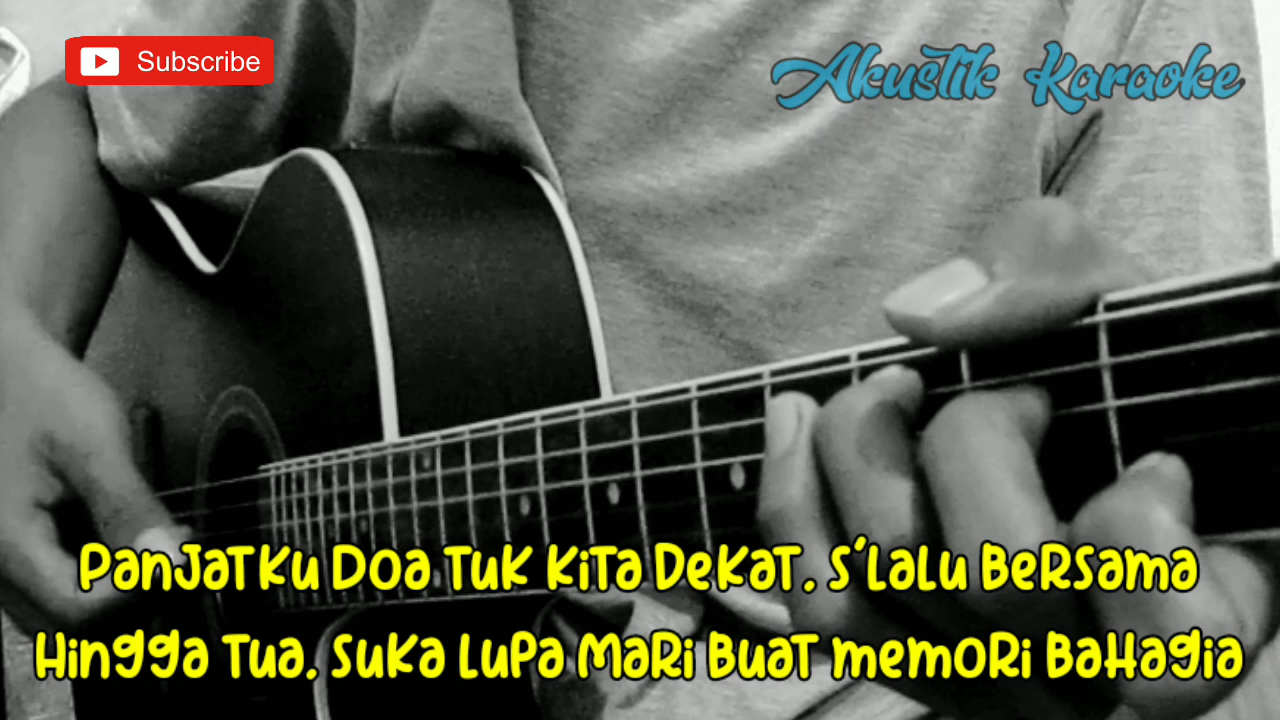 Subscribe
Akustik Karaoke
Panjatku Doa Tuk Kita Dekat, S'lalu Bersama
Hingga Tua, Suka Lupa Mari Buat Memori Bahagia